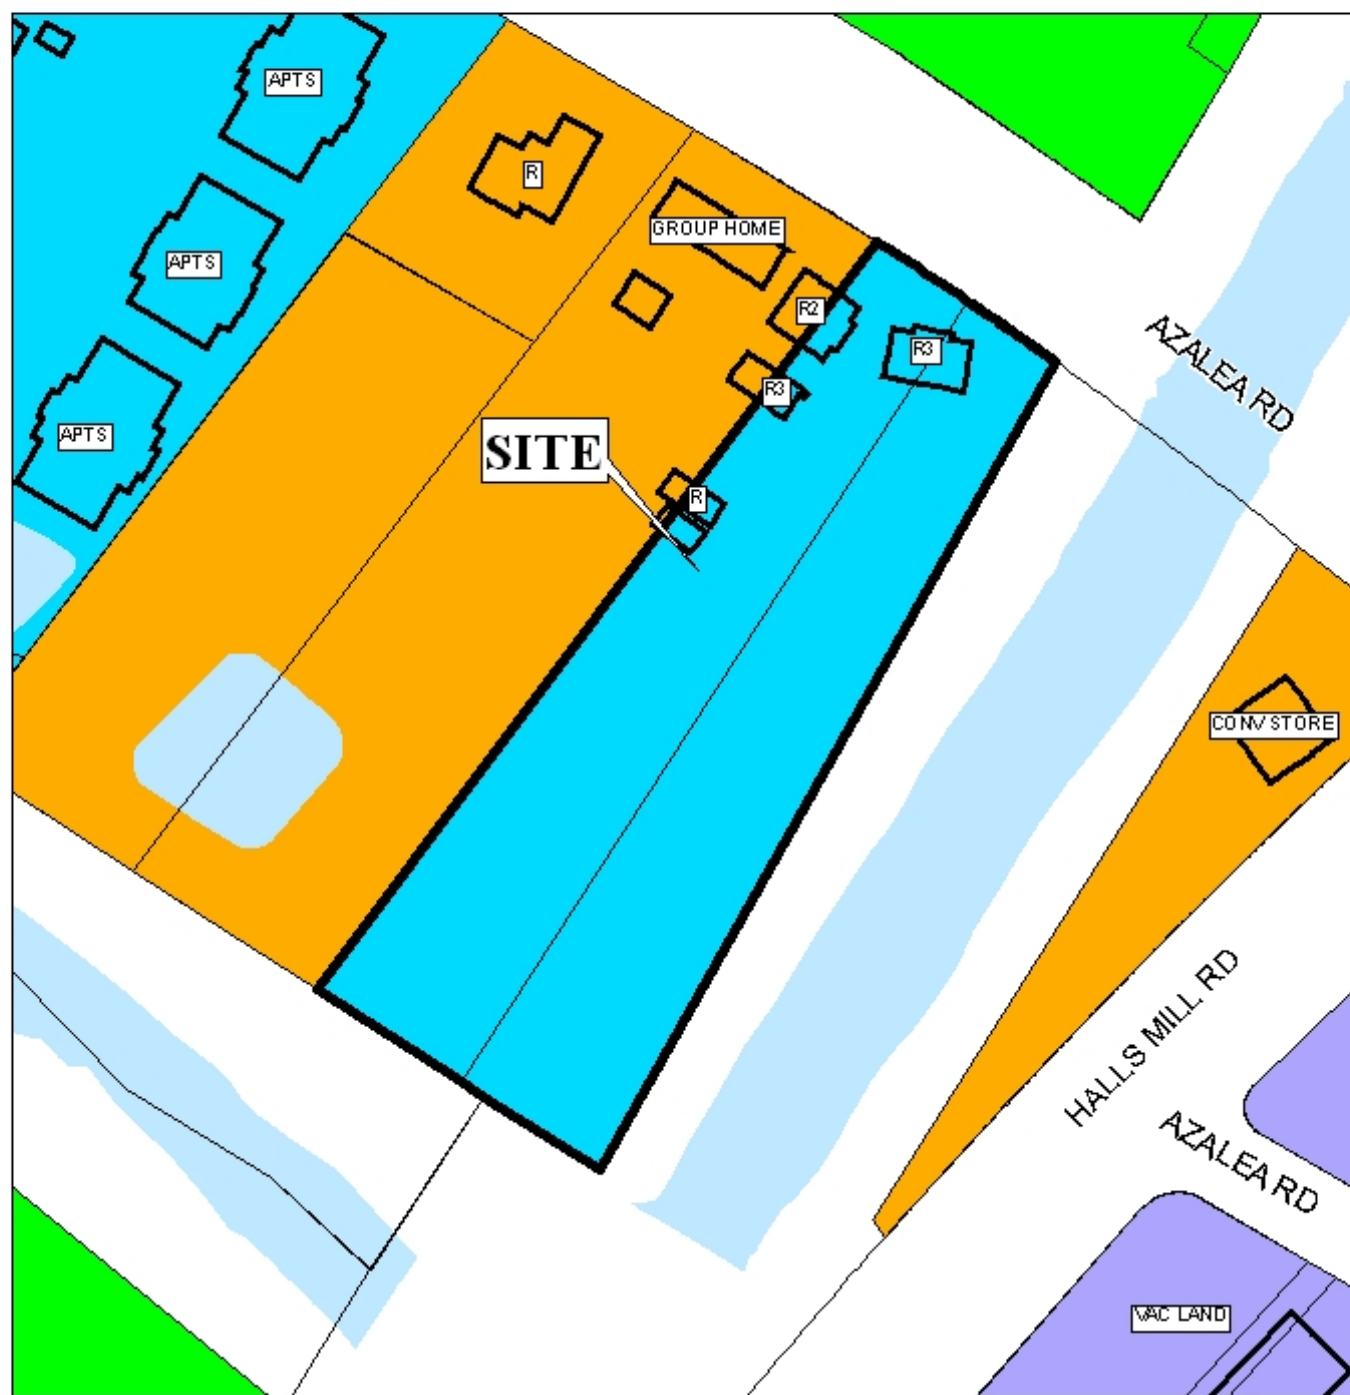 APTS
R
GROUP HOME
APTS
R2
R3
AZALEA RD
R3
APTS
SITE
R
CONV STORE
HALLS MILL RD
AZALEA RD
VAC LAND